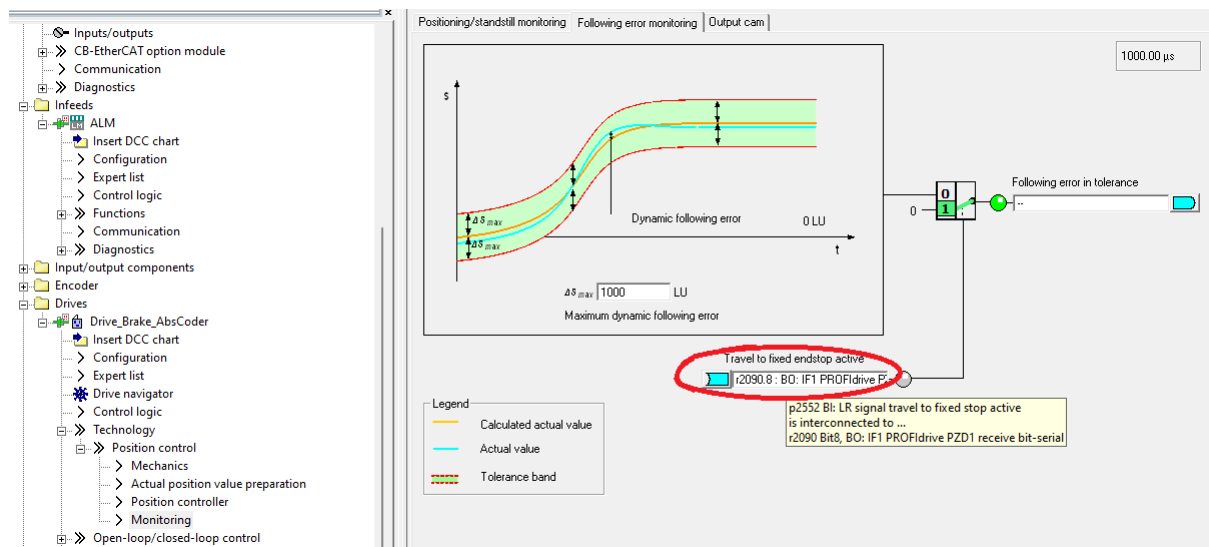 Inputs/outputs
CB-EtherCAT option module
Communication
Diagnostics
Infeeds
ALM
Insert DCC chart
Configuration
Expert list
Control logic
Functions
Communication
Diagnostics
Input/output components
Encoder
Drives
Drive_Brake_AbsCoder
Insert DCC chart
Configuration
Expert list
Drive navigator
Control logic
Technology
Position control
Mechanics
Actual position value preparation
Position controller
Monitoring
Open-loop/closed-loop control
Positioning/standstill monitoring Following error monitoring Output cam
1000.00 µs
s
Δs max
Δs max
Dynamic following error 0 LU
t
Δs max 1000 LU
Maximum dynamic following error
0
0 1
Following error in tolerance
--
Travel to fixed endstop active
r2090.8 : BO: IF1 PROFIdrive P
p2552 BI: LR signal travel to fixed stop active
is interconnected to ...
r2090 Bit8, BO: IF1 PROFIdrive PZD1 receive bit-serial
Legend
Calculated actual value
Actual value
Tolerance band